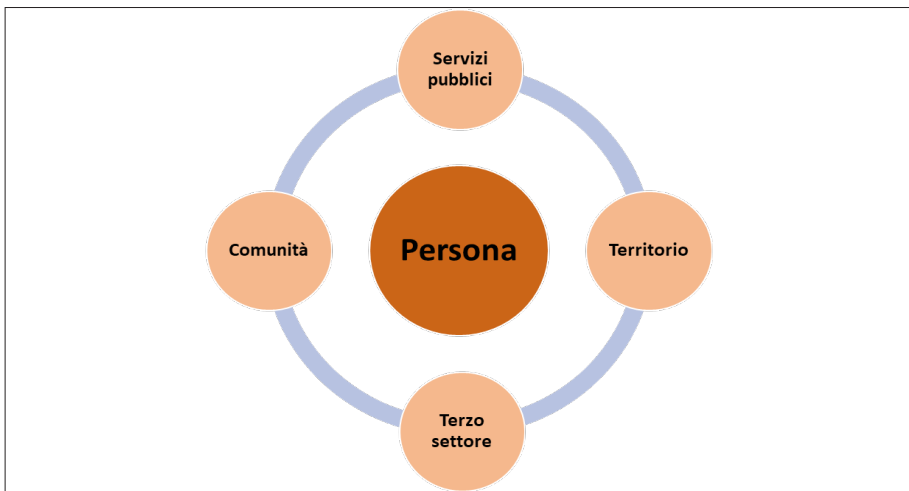 Servizi
pubblici
Comunità
Persona
Territorio
Terzo
settore